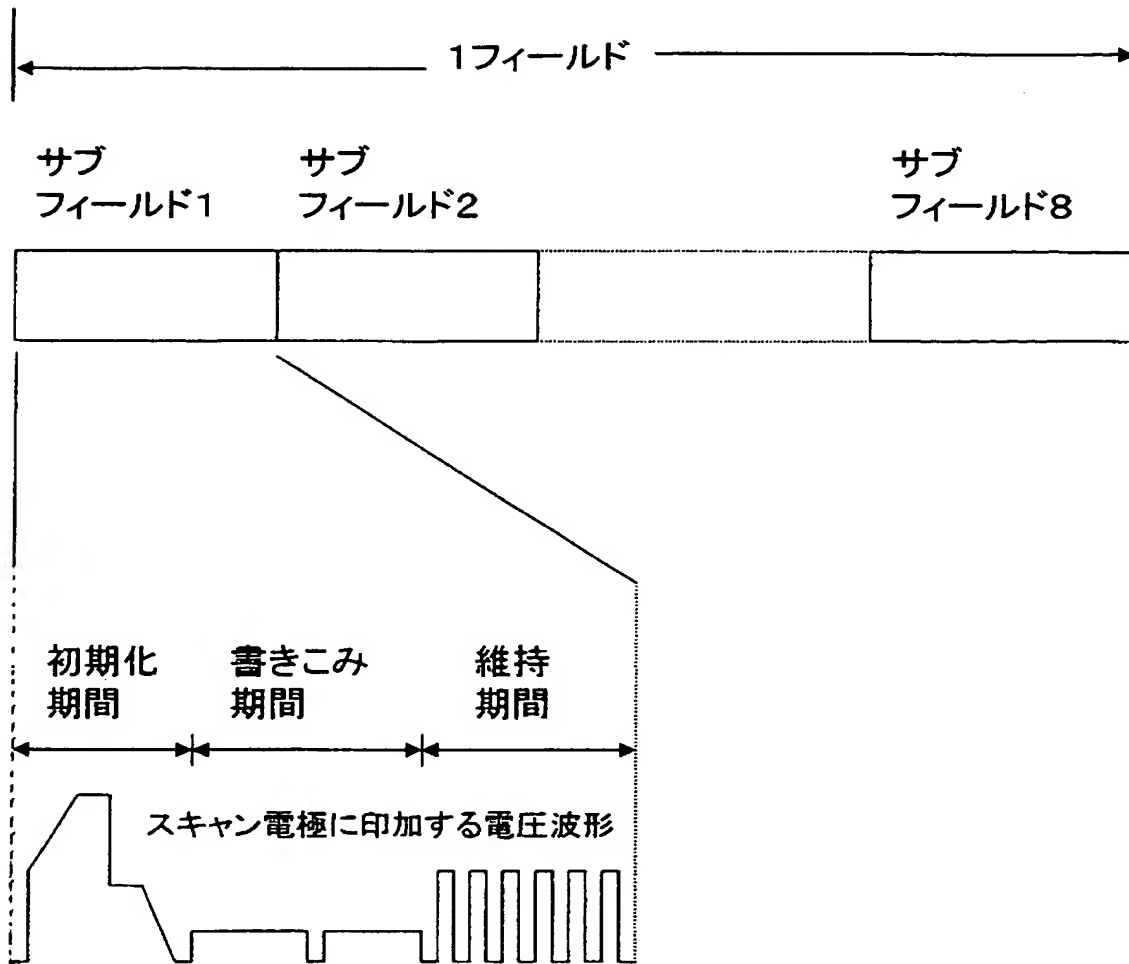 1フィールド
サブ
フィールド1
サブ
フィールド2
サブ
フィールド8
初期化
期間
書きこみ
期間
維持
期間
スキャン電極に印加する電圧波形